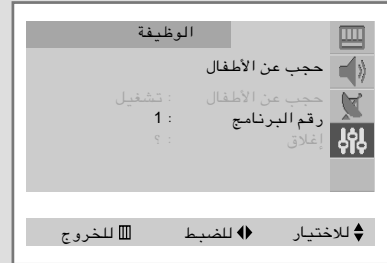 الوظيفة
حجب عن الأطفال
حجب عن الأطفال : تشغيل
رقم البرنامج : 1
إغلاق : ؟
للاختيار للضبط للخروج